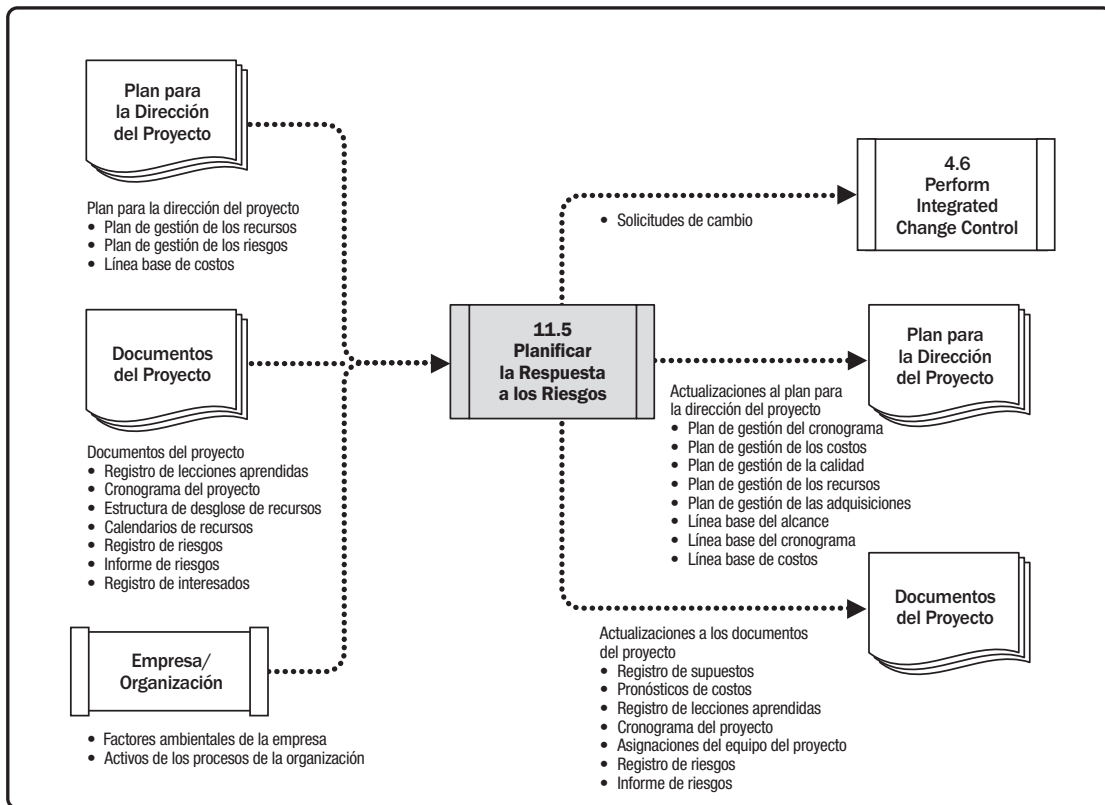 Plan para
la Dirección
del Proyecto
Plan para la dirección del proyecto
• Plan de gestión de los recursos
• Plan de gestión de los riesgos
• Línea base de costos
Documentos
del Proyecto
Documentos del proyecto
• Registro de lecciones aprendidas
• Cronograma del proyecto
• Estructura de desglose de recursos
• Calendarios de recursos
• Registro de riesgos
• Informe de riesgos
• Registro de interesados
Empresa/
Organización
• Factores ambientales de la empresa
• Activos de los procesos de la organización
11.5
Planificar
la Respuesta
a los Riesgos
• Solicitudes de cambio
4.6
Perform
Integrated
Change Control
Actualizaciones al plan para
la dirección del proyecto
• Plan de gestión del cronograma
• Plan de gestión de los costos
• Plan de gestión de la calidad
• Plan de gestión de los recursos
• Plan de gestión de las adquisiciones
• Línea base del alcance
• Línea base del cronograma
• Línea base de costos
Plan para
la Dirección
del Proyecto
Actualizaciones a los documentos
del proyecto
• Registro de supuestos
• Pronósticos de costos
• Registro de lecciones aprendidas
• Cronograma del proyecto
• Asignaciones del equipo del proyecto
• Registro de riesgos
• Informe de riesgos
Documentos
del Proyecto